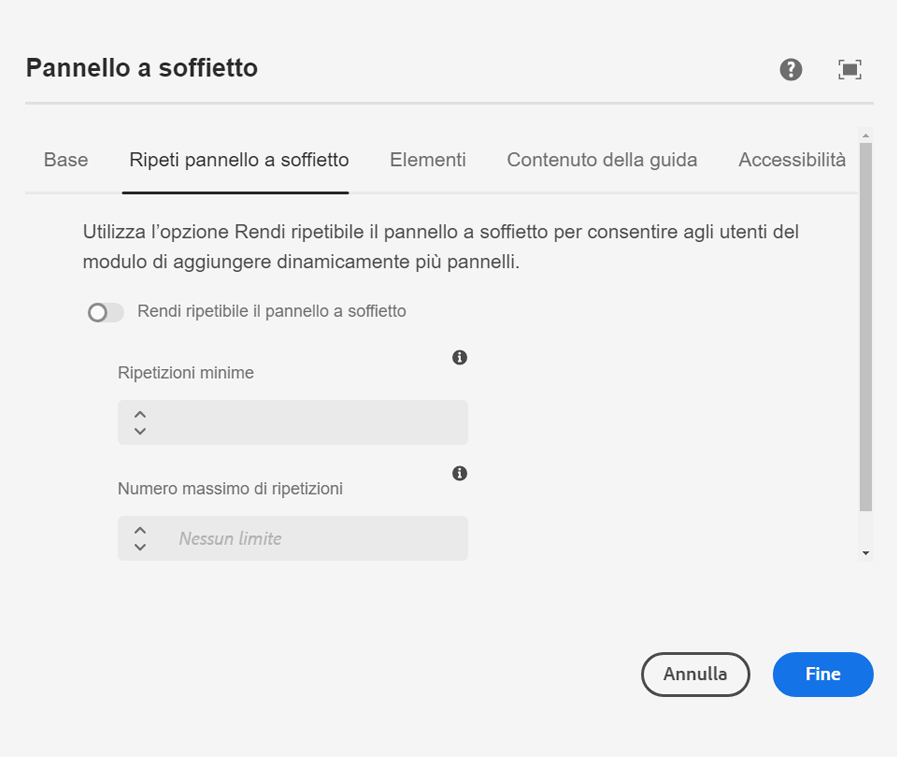 Pannello a soffietto
Base
Ripeti pannello a soffietto
Elementi
Contenuto della guida
Accessibilità
Utilizza l’opzione Rendi ripetibile il pannello a soffietto per consentire agli utenti del
modulo di aggiungere dinamicamente più pannelli.
Rendi ripetibile il pannello a soffietto
Ripetizioni minime
Numero massimo di ripetizioni
Nessun limite
Annulla
Fine